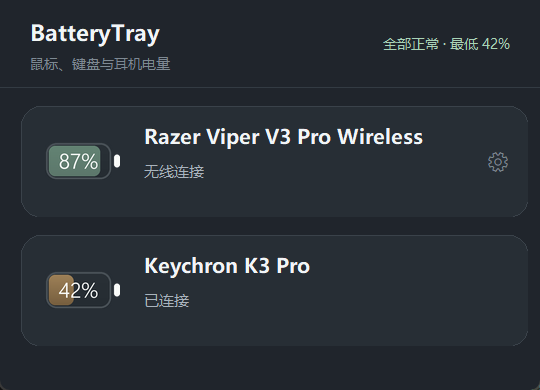 BatteryTray
全部正常 · 最低 42%
鼠标、键盘与耳机电量
87%
Razer Viper V3 Pro Wireless
无线连接
42%
Keychron K3 Pro
已连接